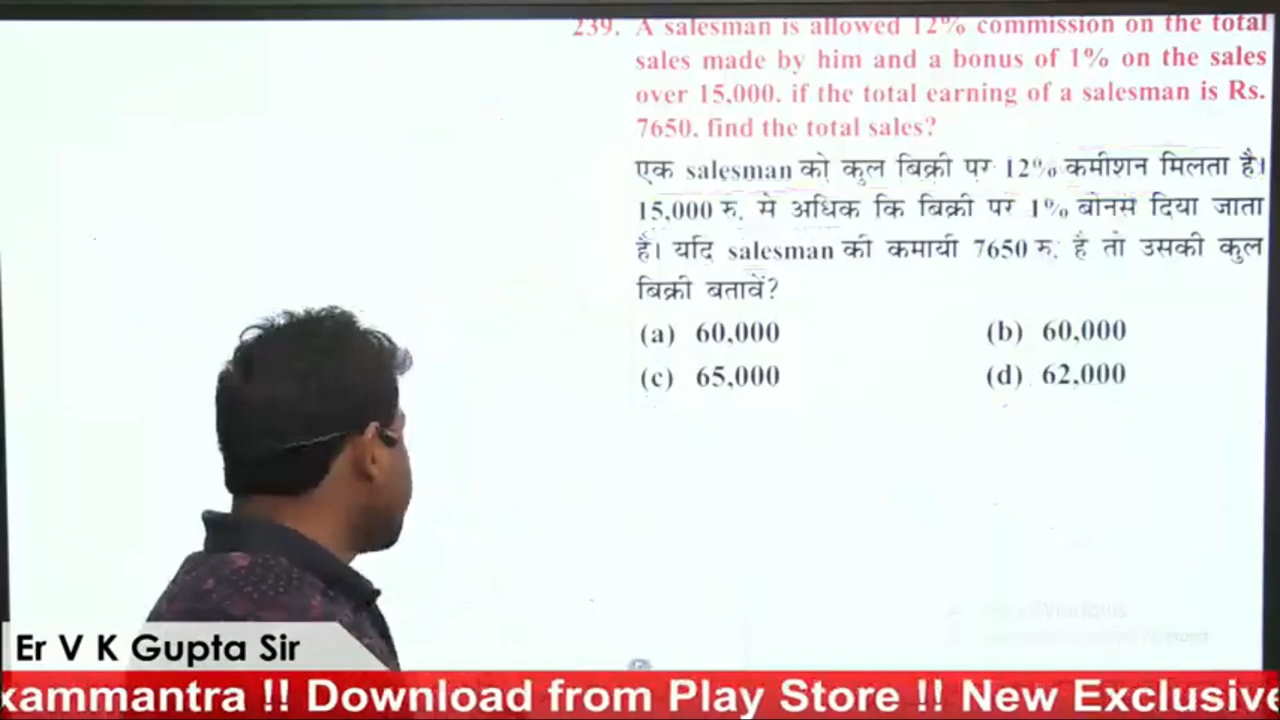 239. A salesman is allowed 12% commission on the total
sales made by him and a bonus of 1% on the sales
over 15,000. if the total earning of a salesman is Rs.
7650. find the total sales?
एक salesman को कुल बिक्री पर 12% कमीशन मिलता है।
15,000 रु. मे अधिक कि बिक्री पर 1% बोनस दिया जाता
है। यदि salesman की कमायी 7650 रु. है तो उसकी कुल
बिक्री बतावें?
(a) 60,000 (b) 60,000
(c) 65,000 (d) 62,000
Er V K Gupta Sir
xammantra !! Download from Play Store !! New Exclusive